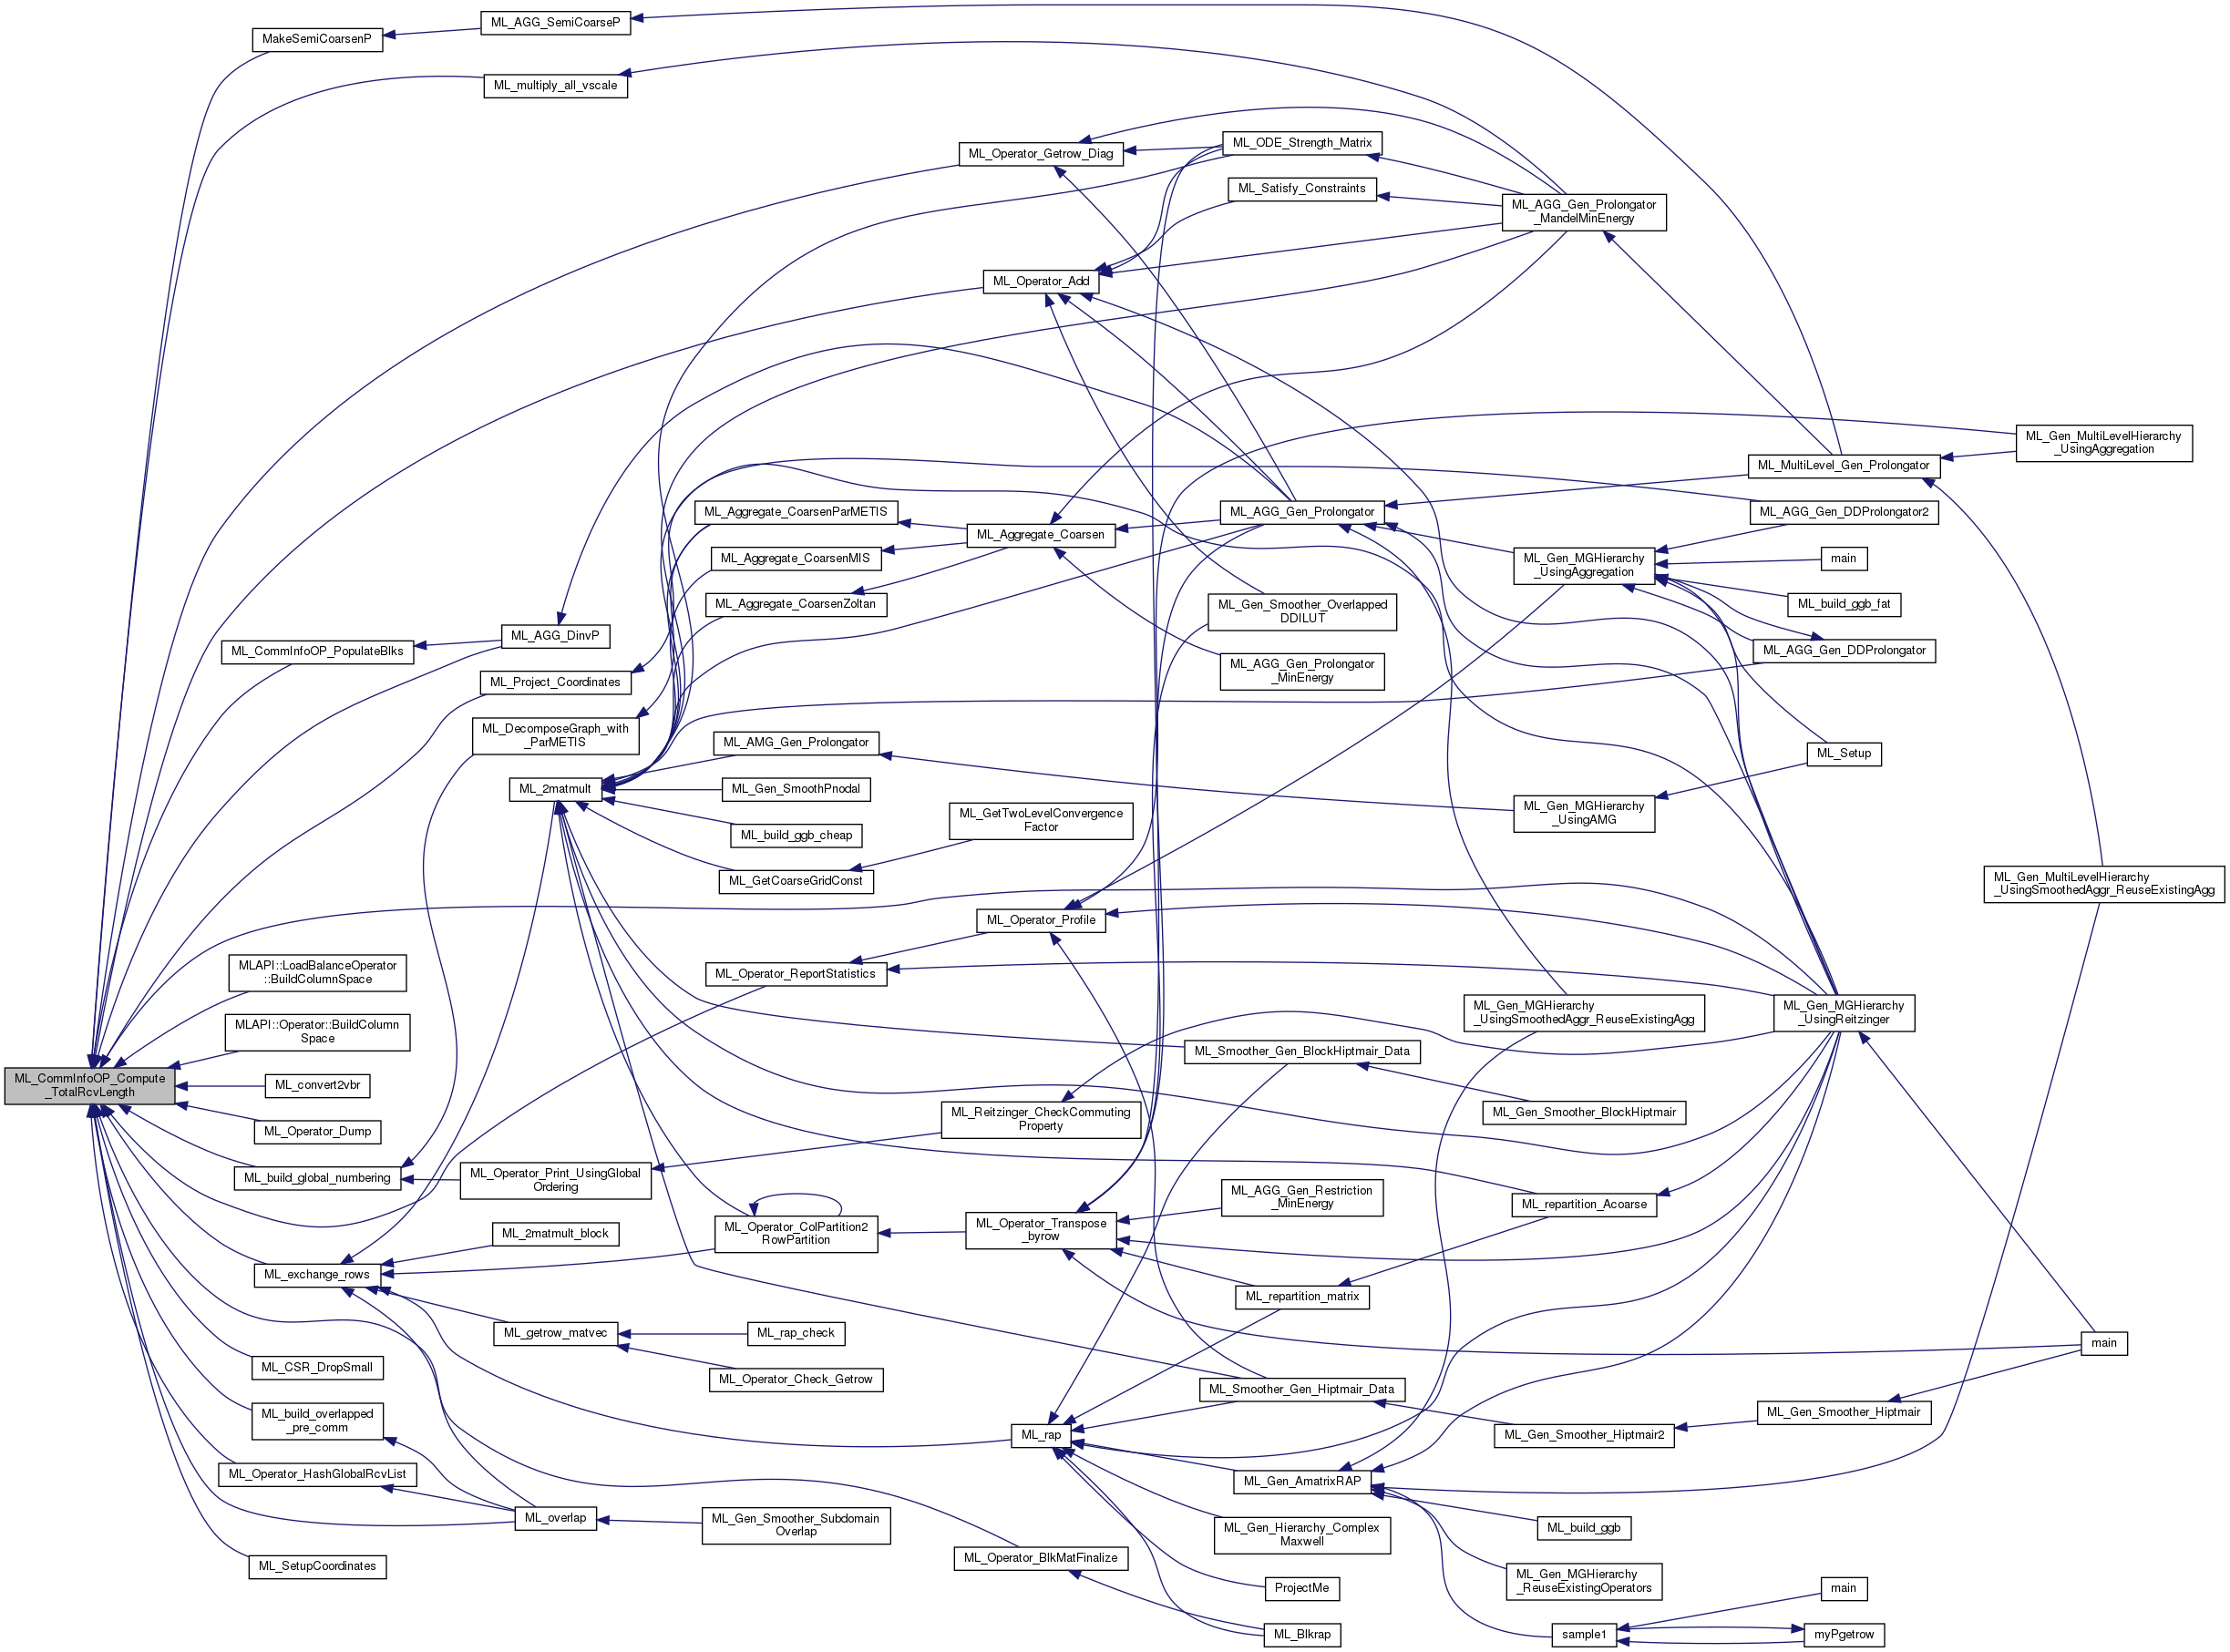 ML_AGG_SemiCoarseP
MakeSemiCoarsenP
ML_multiply_all_vscale
ML_Operator_Getrow_Diag
ML_ODE_Strength_Matrix
ML_Satisfy_Constraints
ML_AGG_Gen_Prolongator
_MandelMinEnergy
ML_Operator_Add
ML_Gen_MultiLevelHierarchy
_UsingAggregation
ML_MultiLevel_Gen_Prolongator
ML_Aggregate_CoarsenParMETIS
ML_Aggregate_Coarsen
ML_AGG_Gen_Prolongator
ML_AGG_Gen_DDProlongator2
ML_Aggregate_CoarsenMIS
ML_Gen_MGHierarchy
_UsingAggregation
main
ML_Aggregate_CoarsenZoltan
ML_Gen_Smoother_Overlapped
DDILUT
ML_build_ggb_fat
ML_CommInfoOP_PopulateBlks
ML_AGG_DinvP
ML_AGG_Gen_DDProlongator
ML_AGG_Gen_Prolongator
_MinEnergy
ML_Project_Coordinates
ML_DecomposeGraph_with
_ParMETIS
ML_AMG_Gen_Prolongator
ML_Setup
ML_2matmult
ML_Gen_SmoothPnodal
ML_GetTwoLevelConvergence
Factor
ML_Gen_MGHierarchy
_UsingAMG
ML_build_ggb_cheap
ML_GetCoarseGridConst
ML_Gen_MultiLevelHierarchy
_UsingSmoothedAggr_ReuseExistingAgg
ML_Operator_Profile
MLAPI::LoadBalanceOperator
::BuildColumnSpace
ML_Operator_ReportStatistics
ML_Gen_MGHierarchy
_UsingSmoothedAggr_ReuseExistingAgg
ML_Gen_MGHierarchy
_UsingReitzinger
MLAPI::Operator::BuildColumn
Space
ML_Smoother_Gen_BlockHiptmair_Data
ML_CommInfoOP_Compute
_TotalRcvLength
ML_convert2vbr
ML_Reitzinger_CheckCommuting
Property
ML_Gen_Smoother_BlockHiptmair
ML_Operator_Dump
ML_build_global_numbering
ML_Operator_Print_UsingGlobal
Ordering
ML_AGG_Gen_Restriction
_MinEnergy
ML_repartition_Acoarse
ML_2matmult_block
ML_Operator_ColPartition2
RowPartition
ML_Operator_Transpose
_byrow
ML_exchange_rows
ML_repartition_matrix
ML_getrow_matvec
ML_rap_check
main
ML_CSR_DropSmall
ML_Operator_Check_Getrow
ML_Smoother_Gen_Hiptmair_Data
ML_build_overlapped
_pre_comm
ML_rap
ML_Gen_Smoother_Hiptmair2
ML_Gen_Smoother_Hiptmair
ML_Operator_HashGlobalRcvList
ML_Gen_AmatrixRAP
ML_overlap
ML_Gen_Smoother_Subdomain
Overlap
ML_Gen_Hierarchy_Complex
Maxwell
ML_build_ggb
ML_SetupCoordinates
ML_Operator_BlkMatFinalize
ProjectMe
ML_Gen_MGHierarchy
_ReuseExistingOperators
main
ML_Blkrap
sample1
myPgetrow